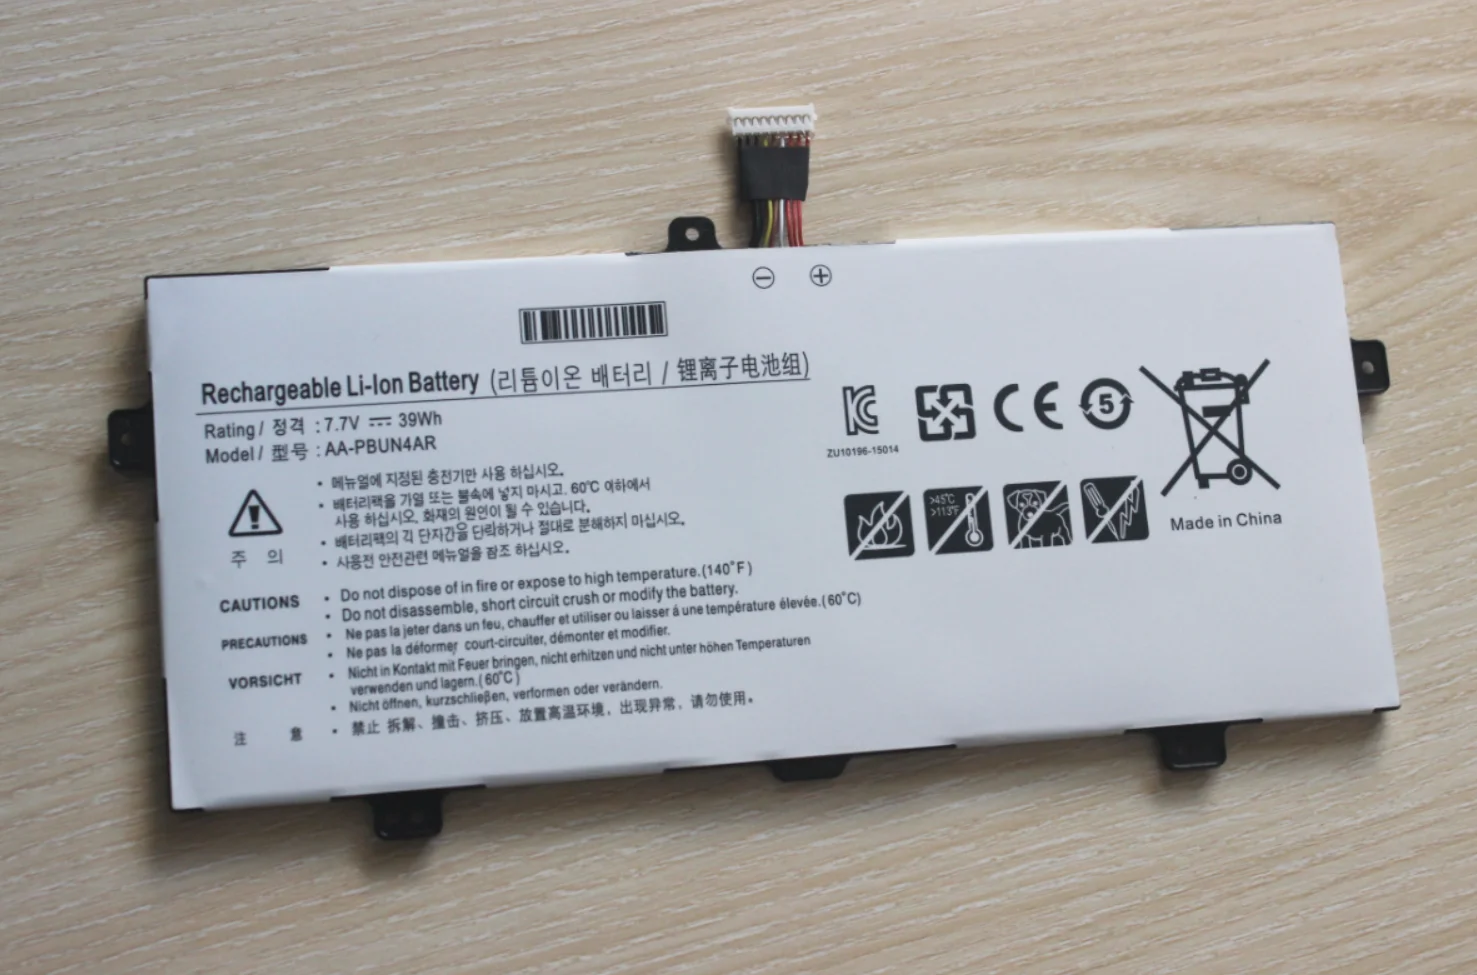 ⊖ ⊕
Rechargeable Li-Ion Battery (리튬이온 배터리 / 锂离子电池组)
Rating / 정격 : 7.7V ⎓ 39Wh
Model / 型号 : AA-PBUN4AR
• 메뉴얼에 지정된 충전기만 사용 하십시오.
• 배터리팩을 가열 또는 불속에 넣지 마시고. 60℃ 이하에서
사용 하십시오, 화재의 원인이 될 수 있습니다.
• 배터리팩의 각 단자간을 단락하거나 절대로 분해하지 마십시오.
• 사용전 안전관련 메뉴얼을 참조 하십시오.
주 의
CAUTIONS
• Do not dispose of in fire or expose to high temperature.(140˚F)
• Do not disassemble, short circuit crush or modify the battery.
PRECAUTIONS
• Ne pas la jeter dans un feu, chauffer et utiliser ou laisser á une température élevée.(60˚C)
• Ne pas la déformer court-circuiter, démonter et modifier.
VORSICHT
• Nicht in Kontakt mit Feuer bringen, nicht erhitzen und nicht unter höhen Temperaturen
verwenden und lagern.(60˚C)
• Nicht öffnen, kurzschließen, verformen oder verändern.
注 意
• 禁止 拆解、撞击、挤压、放置高温环境，出现异常，请勿使用。
ZU10196-15014
CE
5
>45℃
>113℉
Made in China